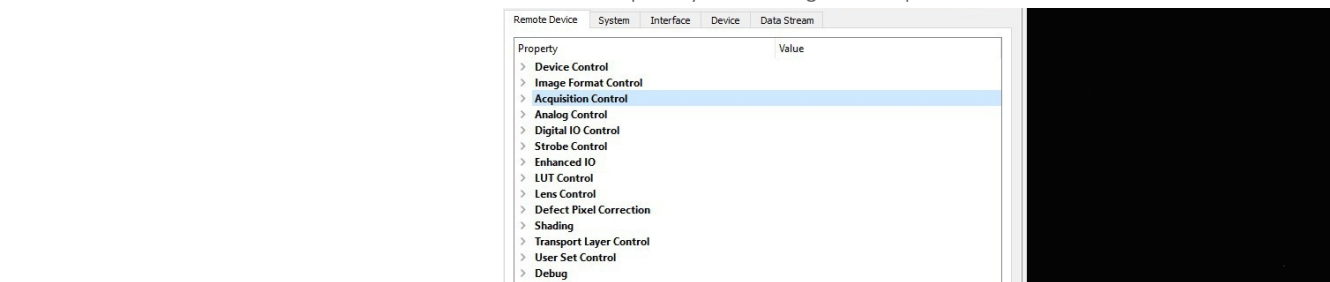 Remote Device System Interface Device Data Stream
Property Value
Device Control
Image Format Control
Acquisition Control
Analog Control
Digital IO Control
Strobe Control
Enhanced IO
LUT Control
Lens Control
Defect Pixel Correction
Shading
Transport Layer Control
User Set Control
Debug